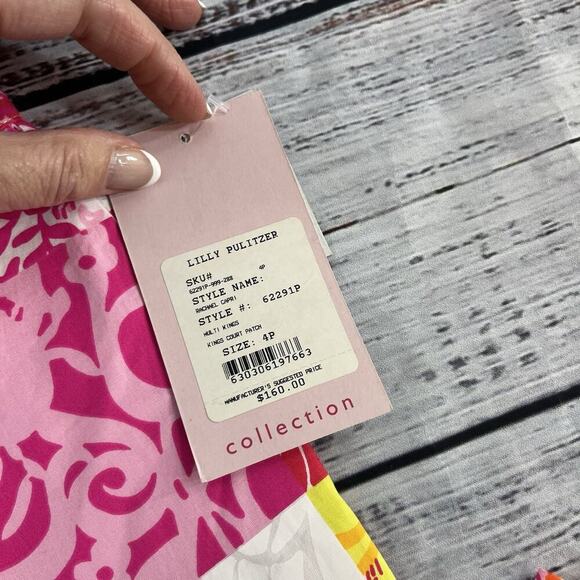 LILLY PULITZER
SKU#
62291P-999-288 4P
STYLE NAME:
RACHAEL CAPRI
STYLE #: 62291P
MULTI KINGS
KINGS COURT PATCH
SIZE: 4P
630306197663
MANUFACTURER'S SUGGESTED PRICE
$160.00
collection